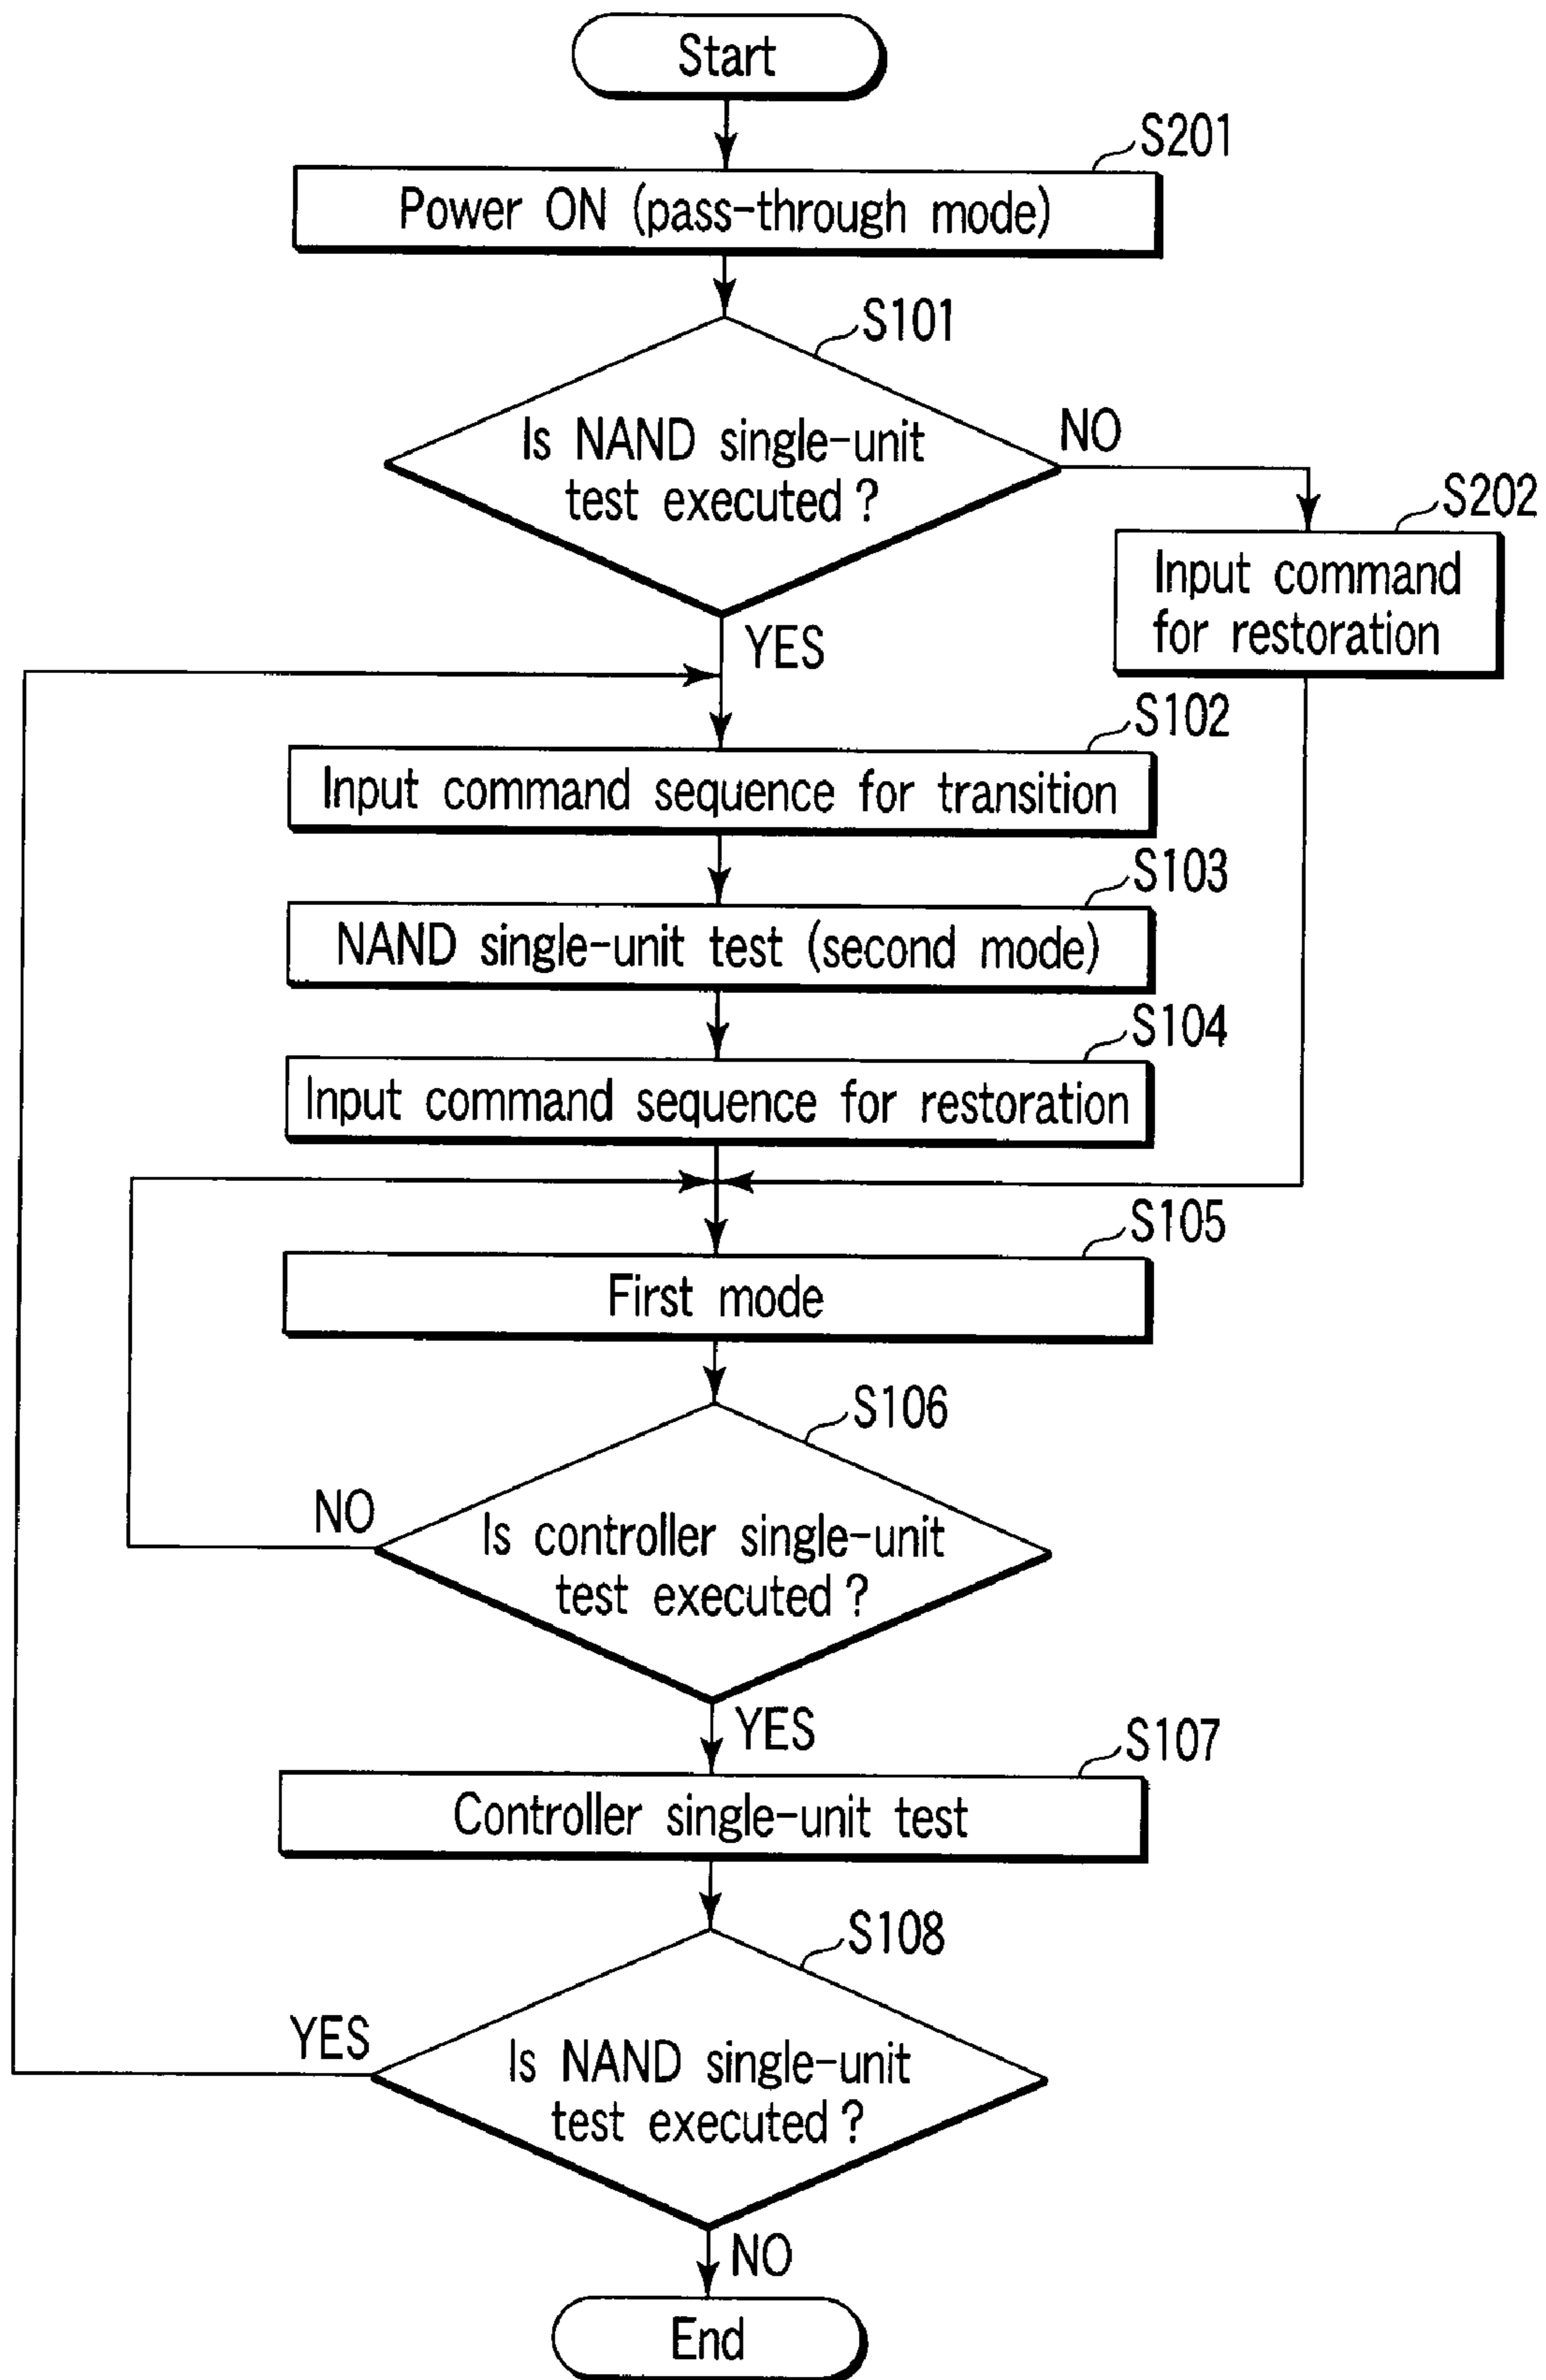 Start
S201
Power ON (pass-through mode)
S101
Is NAND single-unit
test executed ?
NO
S202
Input command
for restoration
YES
S102
Input command sequence for transition
S103
NAND single-unit test (second mode)
S104
Input command sequence for restoration
S105
First mode
S106
NO
Is controller single-unit
test executed ?
YES
S107
Controller single-unit test
S108
YES
Is NAND single-unit
test executed ?
NO
End